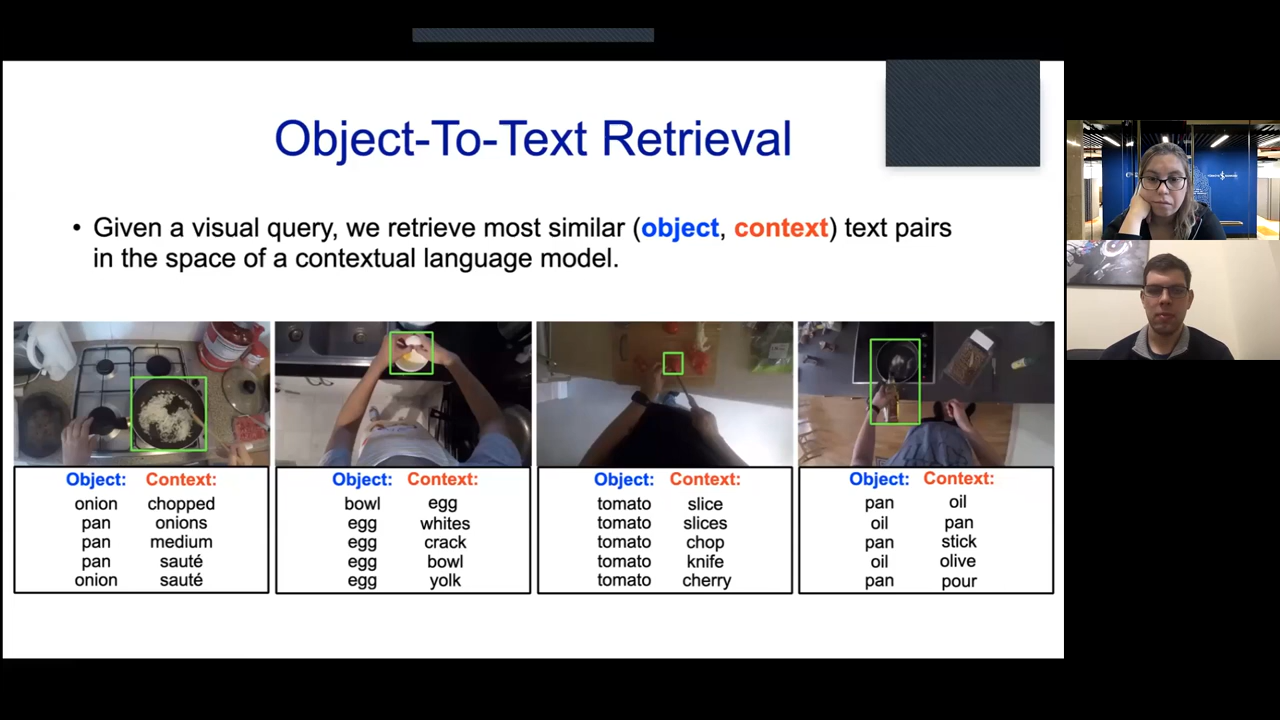 Object-To-Text Retrieval
• Given a visual query, we retrieve most similar (object, context) text pairs
in the space of a contextual language model.
Object: Context:
onion chopped
pan onions
pan medium
pan sauté
onion sauté
Object: Context:
bowl egg
egg whites
egg crack
egg bowl
egg yolk
Object: Context:
tomato slice
tomato slices
tomato chop
tomato knife
tomato cherry
Object: Context:
pan oil
oil pan
pan stick
oil olive
pan pour